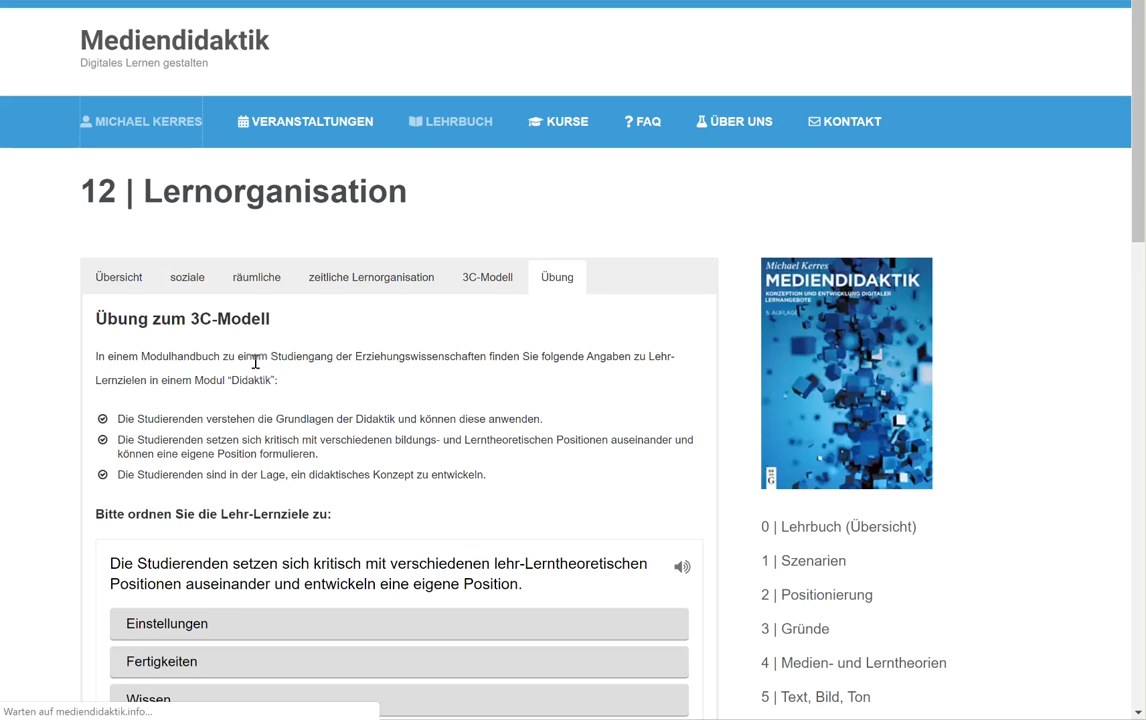 Mediendidaktik
Digitales Lernen gestalten
MICHAEL KERRES
VERANSTALTUNGEN
LEHRBUCH
KURSE
? FAQ
ÜBER UNS
KONTAKT
12 | Lernorganisation
Übersicht
soziale
räumliche
zeitliche Lernorganisation
3C-Modell
Übung
Übung zum 3C-Modell
In einem Modulhandbuch zu einem Studiengang der Erziehungswissenschaften finden Sie folgende Angaben zu Lehr-
Lernzielen in einem Modul “Didaktik”:
Die Studierenden verstehen die Grundlagen der Didaktik und können diese anwenden.
Die Studierenden setzen sich kritisch mit verschiedenen bildungs- und Lerntheoretischen Positionen auseinander und
können eine eigene Position formulieren.
Die Studierenden sind in der Lage, ein didaktisches Konzept zu entwickeln.
Bitte ordnen Sie die Lehr-Lernziele zu:
Die Studierenden setzen sich kritisch mit verschiedenen lehr-Lerntheoretischen
Positionen auseinander und entwickeln eine eigene Position.
Einstellungen
Fertigkeiten
Wissen
Michael Kerres
MEDIENDIDAKTIK
KONZEPTION UND ENTWICKLUNG DIGITALER
LERNANGEBOTE
5. AUFLAGE
G
0 | Lehrbuch (Übersicht)
1 | Szenarien
2 | Positionierung
3 | Gründe
4 | Medien- und Lerntheorien
5 | Text, Bild, Ton
Warten auf mediendidaktik.info...